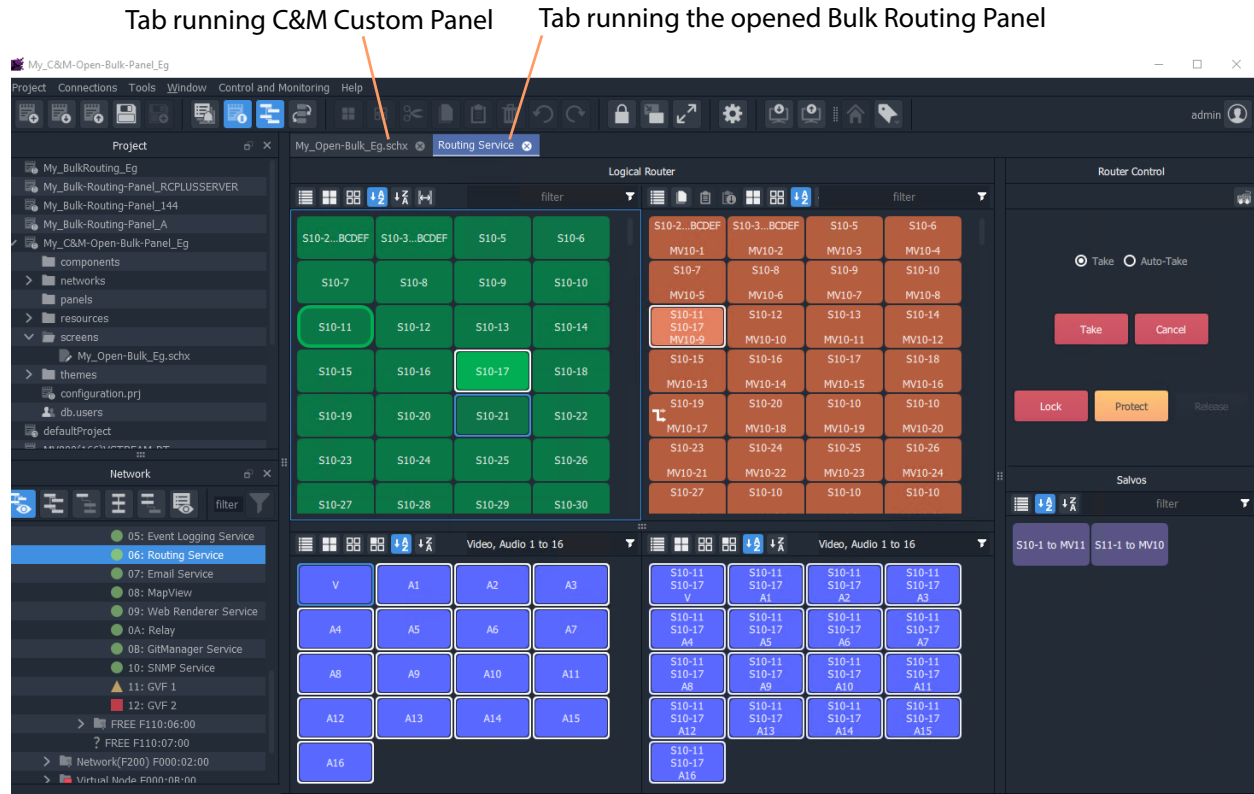 Tab running C&M Custom Panel
Tab running the opened Bulk Routing Panel
My_C&M-Open-Bulk-Panel_Eg
Project Connections Tools Window Control and Monitoring Help
admin
Project
My_BulkRouting_Eg
My_Bulk-Routing-Panel_RCPLUSSERVER
My_Bulk-Routing-Panel_144
My_Bulk-Routing-Panel_A
My_C&M-Open-Bulk-Panel_Eg
components
networks
panels
resources
screens
My_Open-Bulk_Eg.schx
themes
configuration.prj
db.users
defaultProject
Network
filter
05: Event Logging Service
06: Routing Service
07: Email Service
08: MapView
09: Web Renderer Service
0A: Relay
0B: GitManager Service
10: SNMP Service
11: GVF 1
12: GVF 2
FREE F110:06:00
? FREE F110:07:00
Network(F200) F000:02:00
Virtual Node F000:0B:00
My_Open-Bulk_Eg.schx
Routing Service
Logical Router
filter
S10-2...BCDEF S10-3...BCDEF S10-5 S10-6
S10-7 S10-8 S10-9 S10-10
S10-11 S10-12 S10-13 S10-14
S10-15 S10-16 S10-17 S10-18
S10-19 S10-20 S10-21 S10-22
S10-23 S10-24 S10-25 S10-26
S10-27 S10-28 S10-29 S10-30
filter
S10-2...BCDEF S10-3...BCDEF S10-5 S10-6
MV10-1 MV10-2 MV10-3 MV10-4
S10-7 S10-8 S10-9 S10-10
MV10-5 MV10-6 MV10-7 MV10-8
S10-11 S10-12 S10-13 S10-14
S10-17
MV10-9 MV10-10 MV10-11 MV10-12
S10-15 S10-16 S10-17 S10-18
MV10-13 MV10-14 MV10-15 MV10-16
S10-19 S10-20 S10-10 S10-10
MV10-17 MV10-18 MV10-19 MV10-20
S10-23 S10-24 S10-25 S10-26
MV10-21 MV10-22 MV10-23 MV10-24
S10-27 S10-10 S10-10 S10-10
Video, Audio 1 to 16
V A1 A2 A3
A4 A5 A6 A7
A8 A9 A10 A11
A12 A13 A14 A15
A16
Video, Audio 1 to 16
S10-11 S10-11 S10-11 S10-11
S10-17 S10-17 S10-17 S10-17
V A1 A2 A3
S10-11 S10-11 S10-11 S10-11
S10-17 S10-17 S10-17 S10-17
A4 A5 A6 A7
S10-11 S10-11 S10-11 S10-11
S10-17 S10-17 S10-17 S10-17
A8 A9 A10 A11
S10-11 S10-11 S10-11 S10-11
S10-17 S10-17 S10-17 S10-17
A12 A13 A14 A15
S10-11
S10-17
A16
Router Control
Take Auto-Take
Take Cancel
Lock Protect Release
Salvos
filter
S10-1 to MV11 S11-1 to MV10